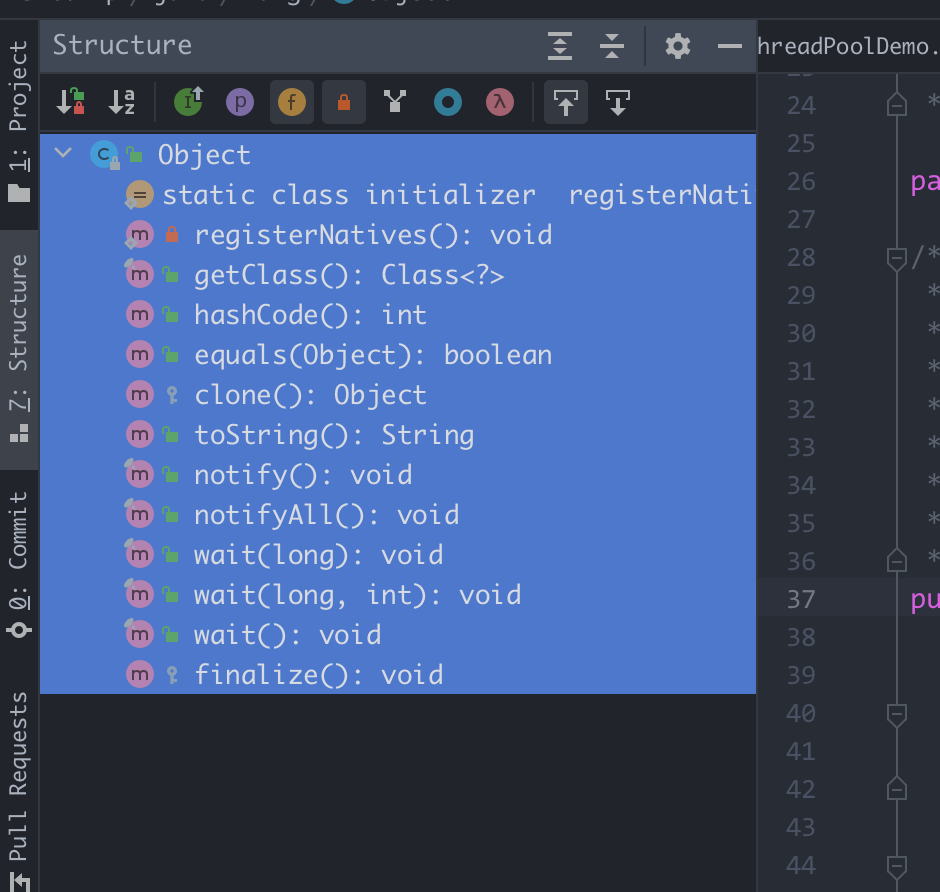 Structure
hreadPoolDemo.
1: Project
7: Structure
0: Commit
Pull Requests
Object
static class initializer registerNati
registerNatives(): void
getClass(): Class<?>
hashCode(): int
equals(Object): boolean
clone(): Object
toString(): String
notify(): void
notifyAll(): void
wait(long): void
wait(long, int): void
wait(): void
finalize(): void
24 *
25
26 pa
27
28 /*
29 *
30 *
31 *
32 *
33 *
34 *
35 *
36 *
37 pu
38
39
40
41
42
43
44